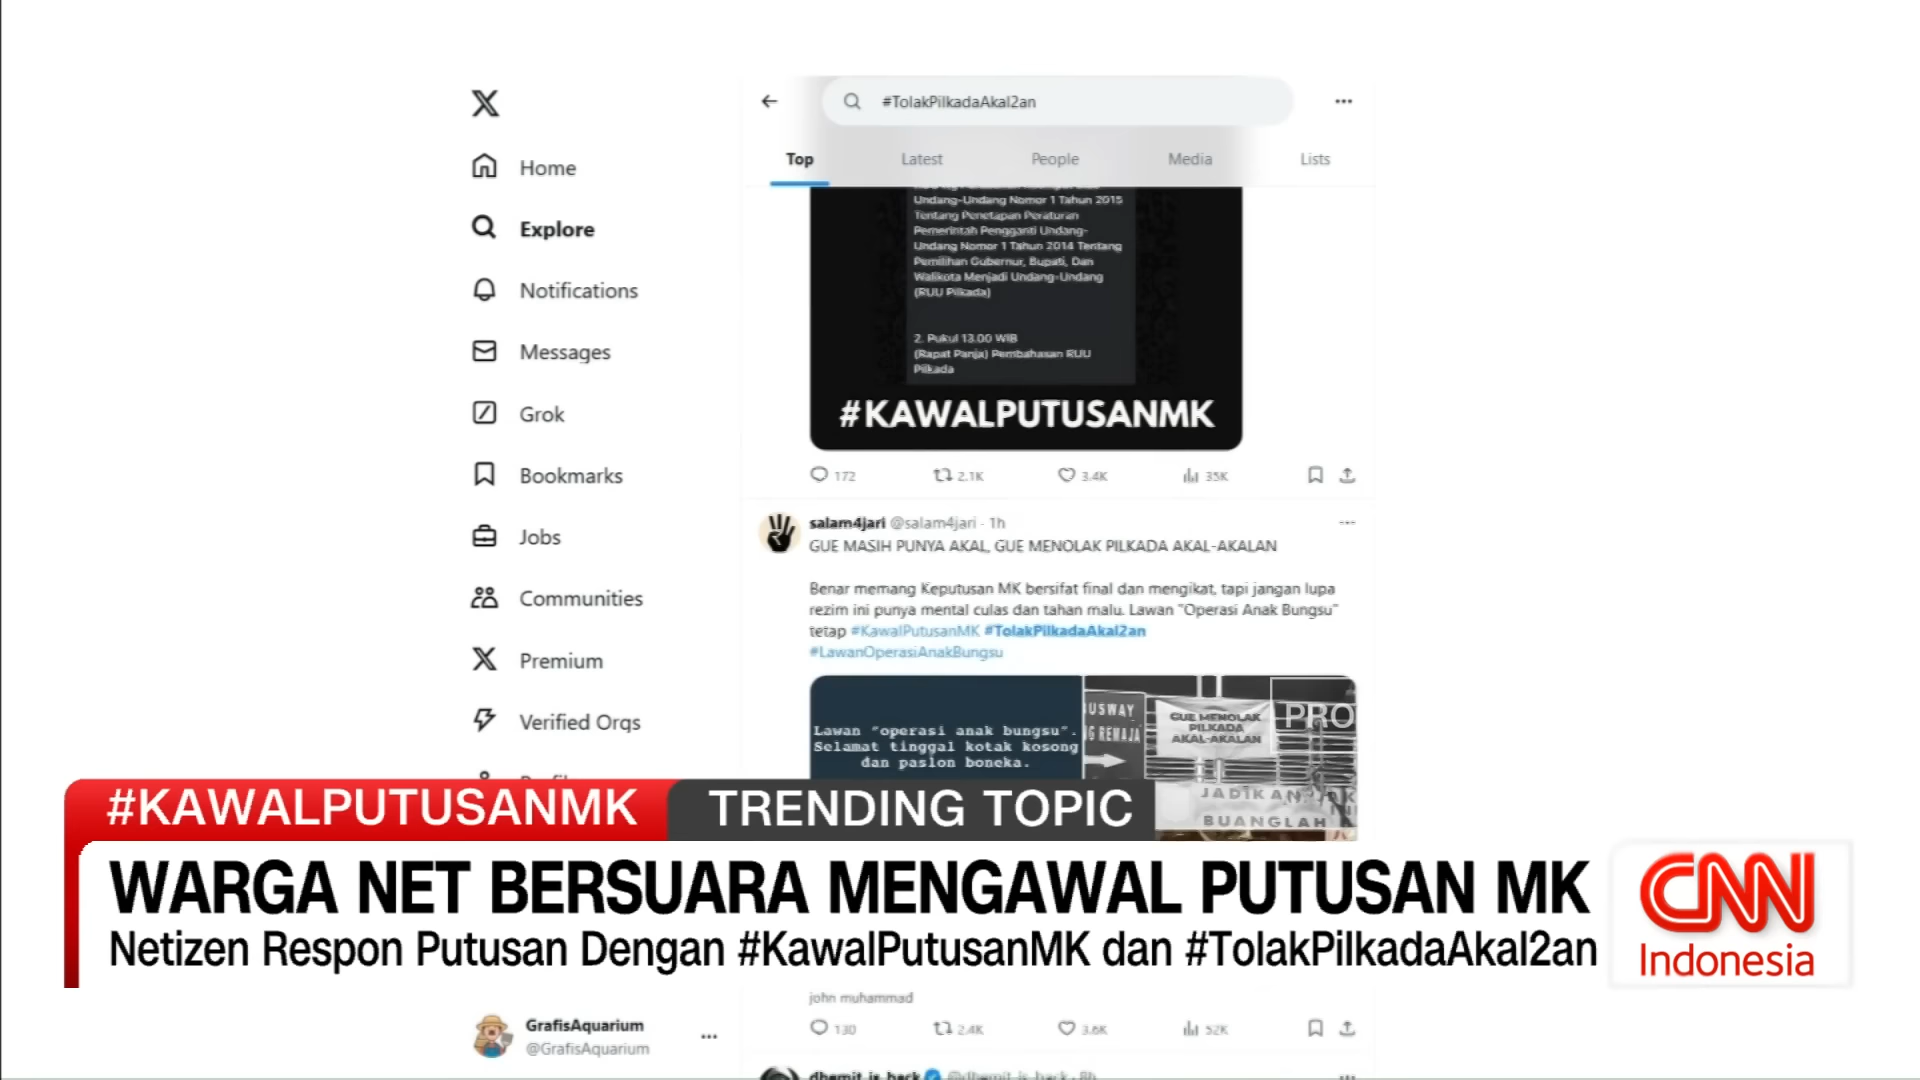 Home
Explore
Notifications
Messages
Grok
Bookmarks
Jobs
Communities
Premium
Verified Orgs
GrafisAquarium
@GrafisAquarium
#TolakPilkadaAkal2an
Top
Latest
People
Media
Lists
Undang-Undang Nomor 1 Tahun 2015
Tentang Penetapan Peraturan
Pemerintah Pengganti Undang-
Undang Nomor 1 Tahun 2014 Tentang
Pemilihan Gubernur, Bupati, Dan
Walikota Menjadi Undang-Undang
(RUU Pilkada)
2. Pukul 13.00 WIB
(Rapat Panja) Pembahasan RUU
Pilkada
#KAWALPUTUSANMK
172
2.1K
3.4K
35K
salam4jari @salam4jari · 1h
GUE MASIH PUNYA AKAL, GUE MENOLAK PILKADA AKAL-AKALAN
Benar memang Keputusan MK bersifat final dan mengikat, tapi jangan lupa
rezim ini punya mental culas dan tahan malu. Lawan "Operasi Anak Bungsu"
tetap #KawalPutusanMK #TolakPilkadaAkal2an
#LawanOperasiAnakBungsu
Lawan "operasi anak bungsu".
Selamat tinggal kotak kosong
dan paslon boneka.
USWAY
G REMAJA
GUE MENOLAK
PILKADA
AKAL-AKALAN
PRO
JADIKAN
BUANGLAH
john muhammad
130
2.4K
3.6K
52K
dhemit_is_back @dhemit_is_back · 8h
#KAWALPUTUSANMK
TRENDING TOPIC
WARGA NET BERSUARA MENGAWAL PUTUSAN MK
Netizen Respon Putusan Dengan #KawalPutusanMK dan #TolakPilkadaAkal2an
CNN
Indonesia